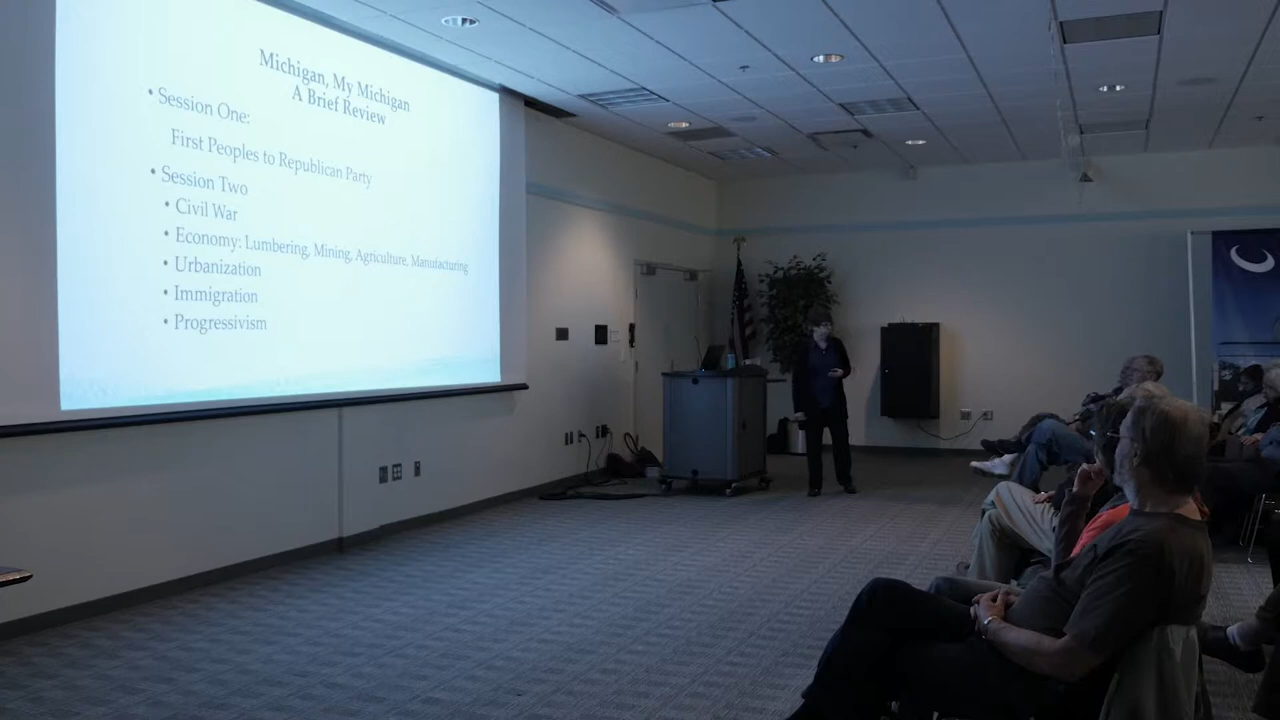 Michigan, My Michigan
A Brief Review
• Session One:
First Peoples to Republican Party
• Session Two
• Civil War
• Economy: Lumbering, Mining, Agriculture, Manufacturing
• Urbanization
• Immigration
• Progressivism